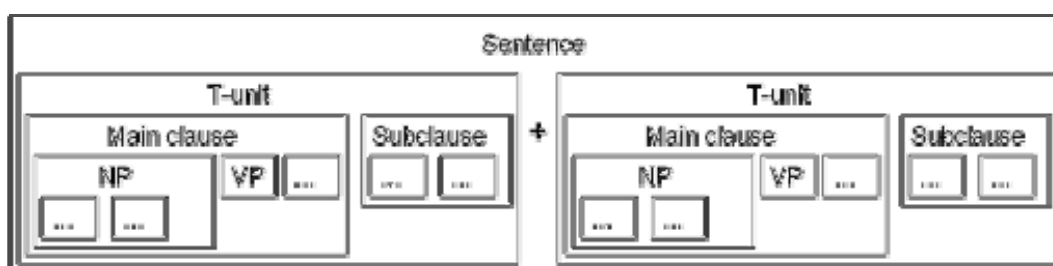 Sentence
T-unit T-unit
Main clause Subclause + Main clause Subclause
NP VP ... ... ... NP VP ... ... ...
... ... ... ...